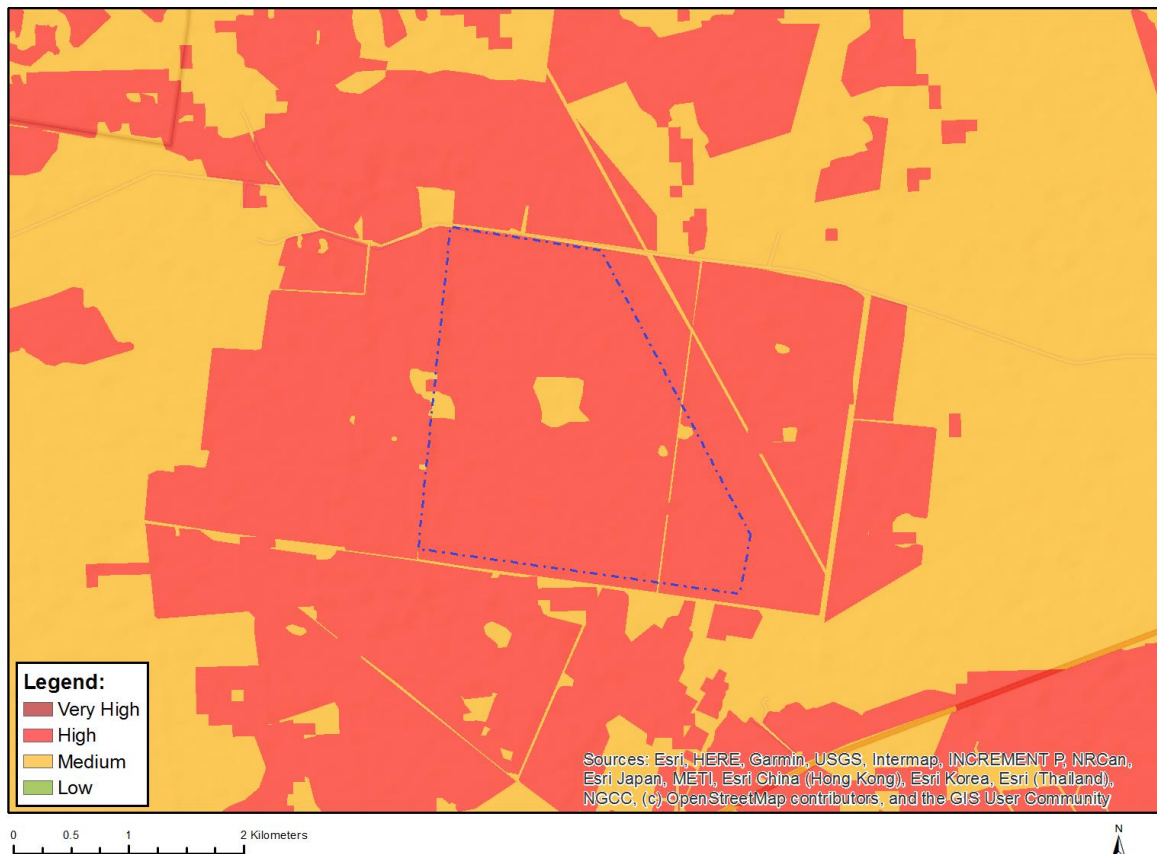 Legend:
Very High
High
Medium
Low
Sources: Esri, HERE, Garmin, USGS, Intermap, INCREMENT P, NRCan,
Esri Japan, METI, Esri China (Hong Kong), Esri Korea, Esri (Thailand),
NGCC, (c) OpenStreetMap contributors, and the GIS User Community
0 0.5 1 2 Kilometers
N